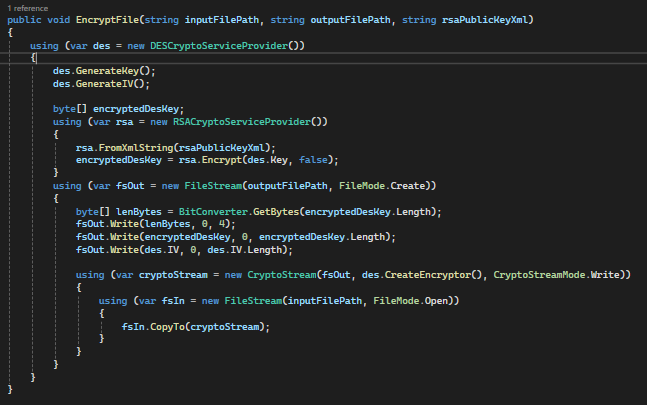 1 reference
public void EncryptFile(string inputFilePath, string outputFilePath, string rsaPublicKeyXml)
{
using (var des = new DESCryptoServiceProvider())
{
des.GenerateKey();
des.GenerateIV();
byte[] encryptedDesKey;
using (var rsa = new RSACryptoServiceProvider())
{
rsa.FromXmlString(rsaPublicKeyXml);
encryptedDesKey = rsa.Encrypt(des.Key, false);
}
using (var fsOut = new FileStream(outputFilePath, FileMode.Create))
{
byte[] lenBytes = BitConverter.GetBytes(encryptedDesKey.Length);
fsOut.Write(lenBytes, 0, 4);
fsOut.Write(encryptedDesKey, 0, encryptedDesKey.Length);
fsOut.Write(des.IV, 0, des.IV.Length);
using (var cryptoStream = new CryptoStream(fsOut, des.CreateEncryptor(), CryptoStreamMode.Write))
{
using (var fsIn = new FileStream(inputFilePath, FileMode.Open))
{
fsIn.CopyTo(cryptoStream);
}
}
}
}
}